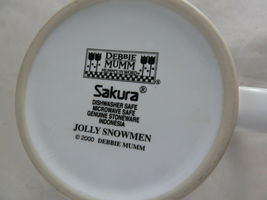 DEBBIE
MUMM
®
Sakura®
DISHWASHER SAFE
MICROWAVE SAFE
GENUINE STONEWARE
INDONESIA
JOLLY SNOWMEN
© 2000 DEBBIE MUMM